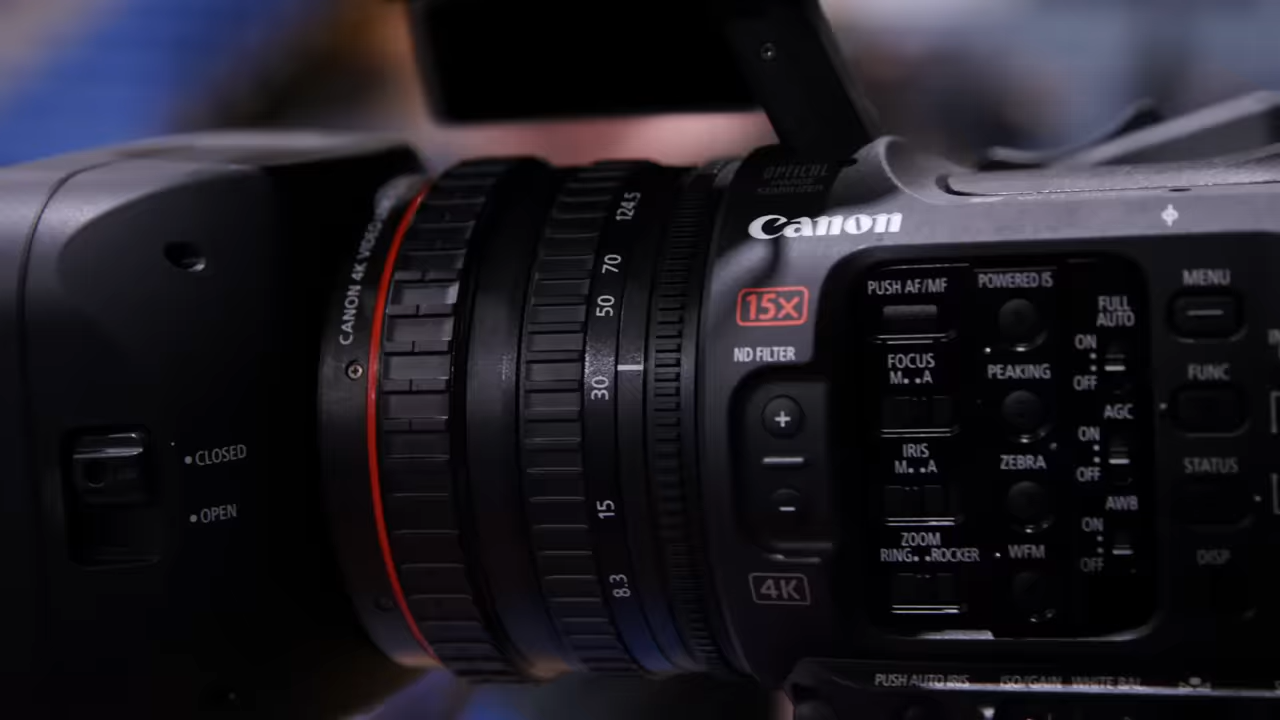 OPTICAL
IMAGE
STABILIZER
Canon
CANON 4K VIDEO
124.5
70
50
30
15
8.3
15x
ND FILTER
+
-
4K
• CLOSED
• OPEN
PUSH AF/MF
FOCUS
M••A
IRIS
M••A
ZOOM
RING••ROCKER
POWERED IS
PEAKING
ZEBRA
WFM
FULL
AUTO
ON
OFF
AGC
ON
OFF
AWB
ON
OFF
MENU
FUNC
STATUS
DISP
PUSH AUTO IRIS
ISO/GAIN
WHITE BAL